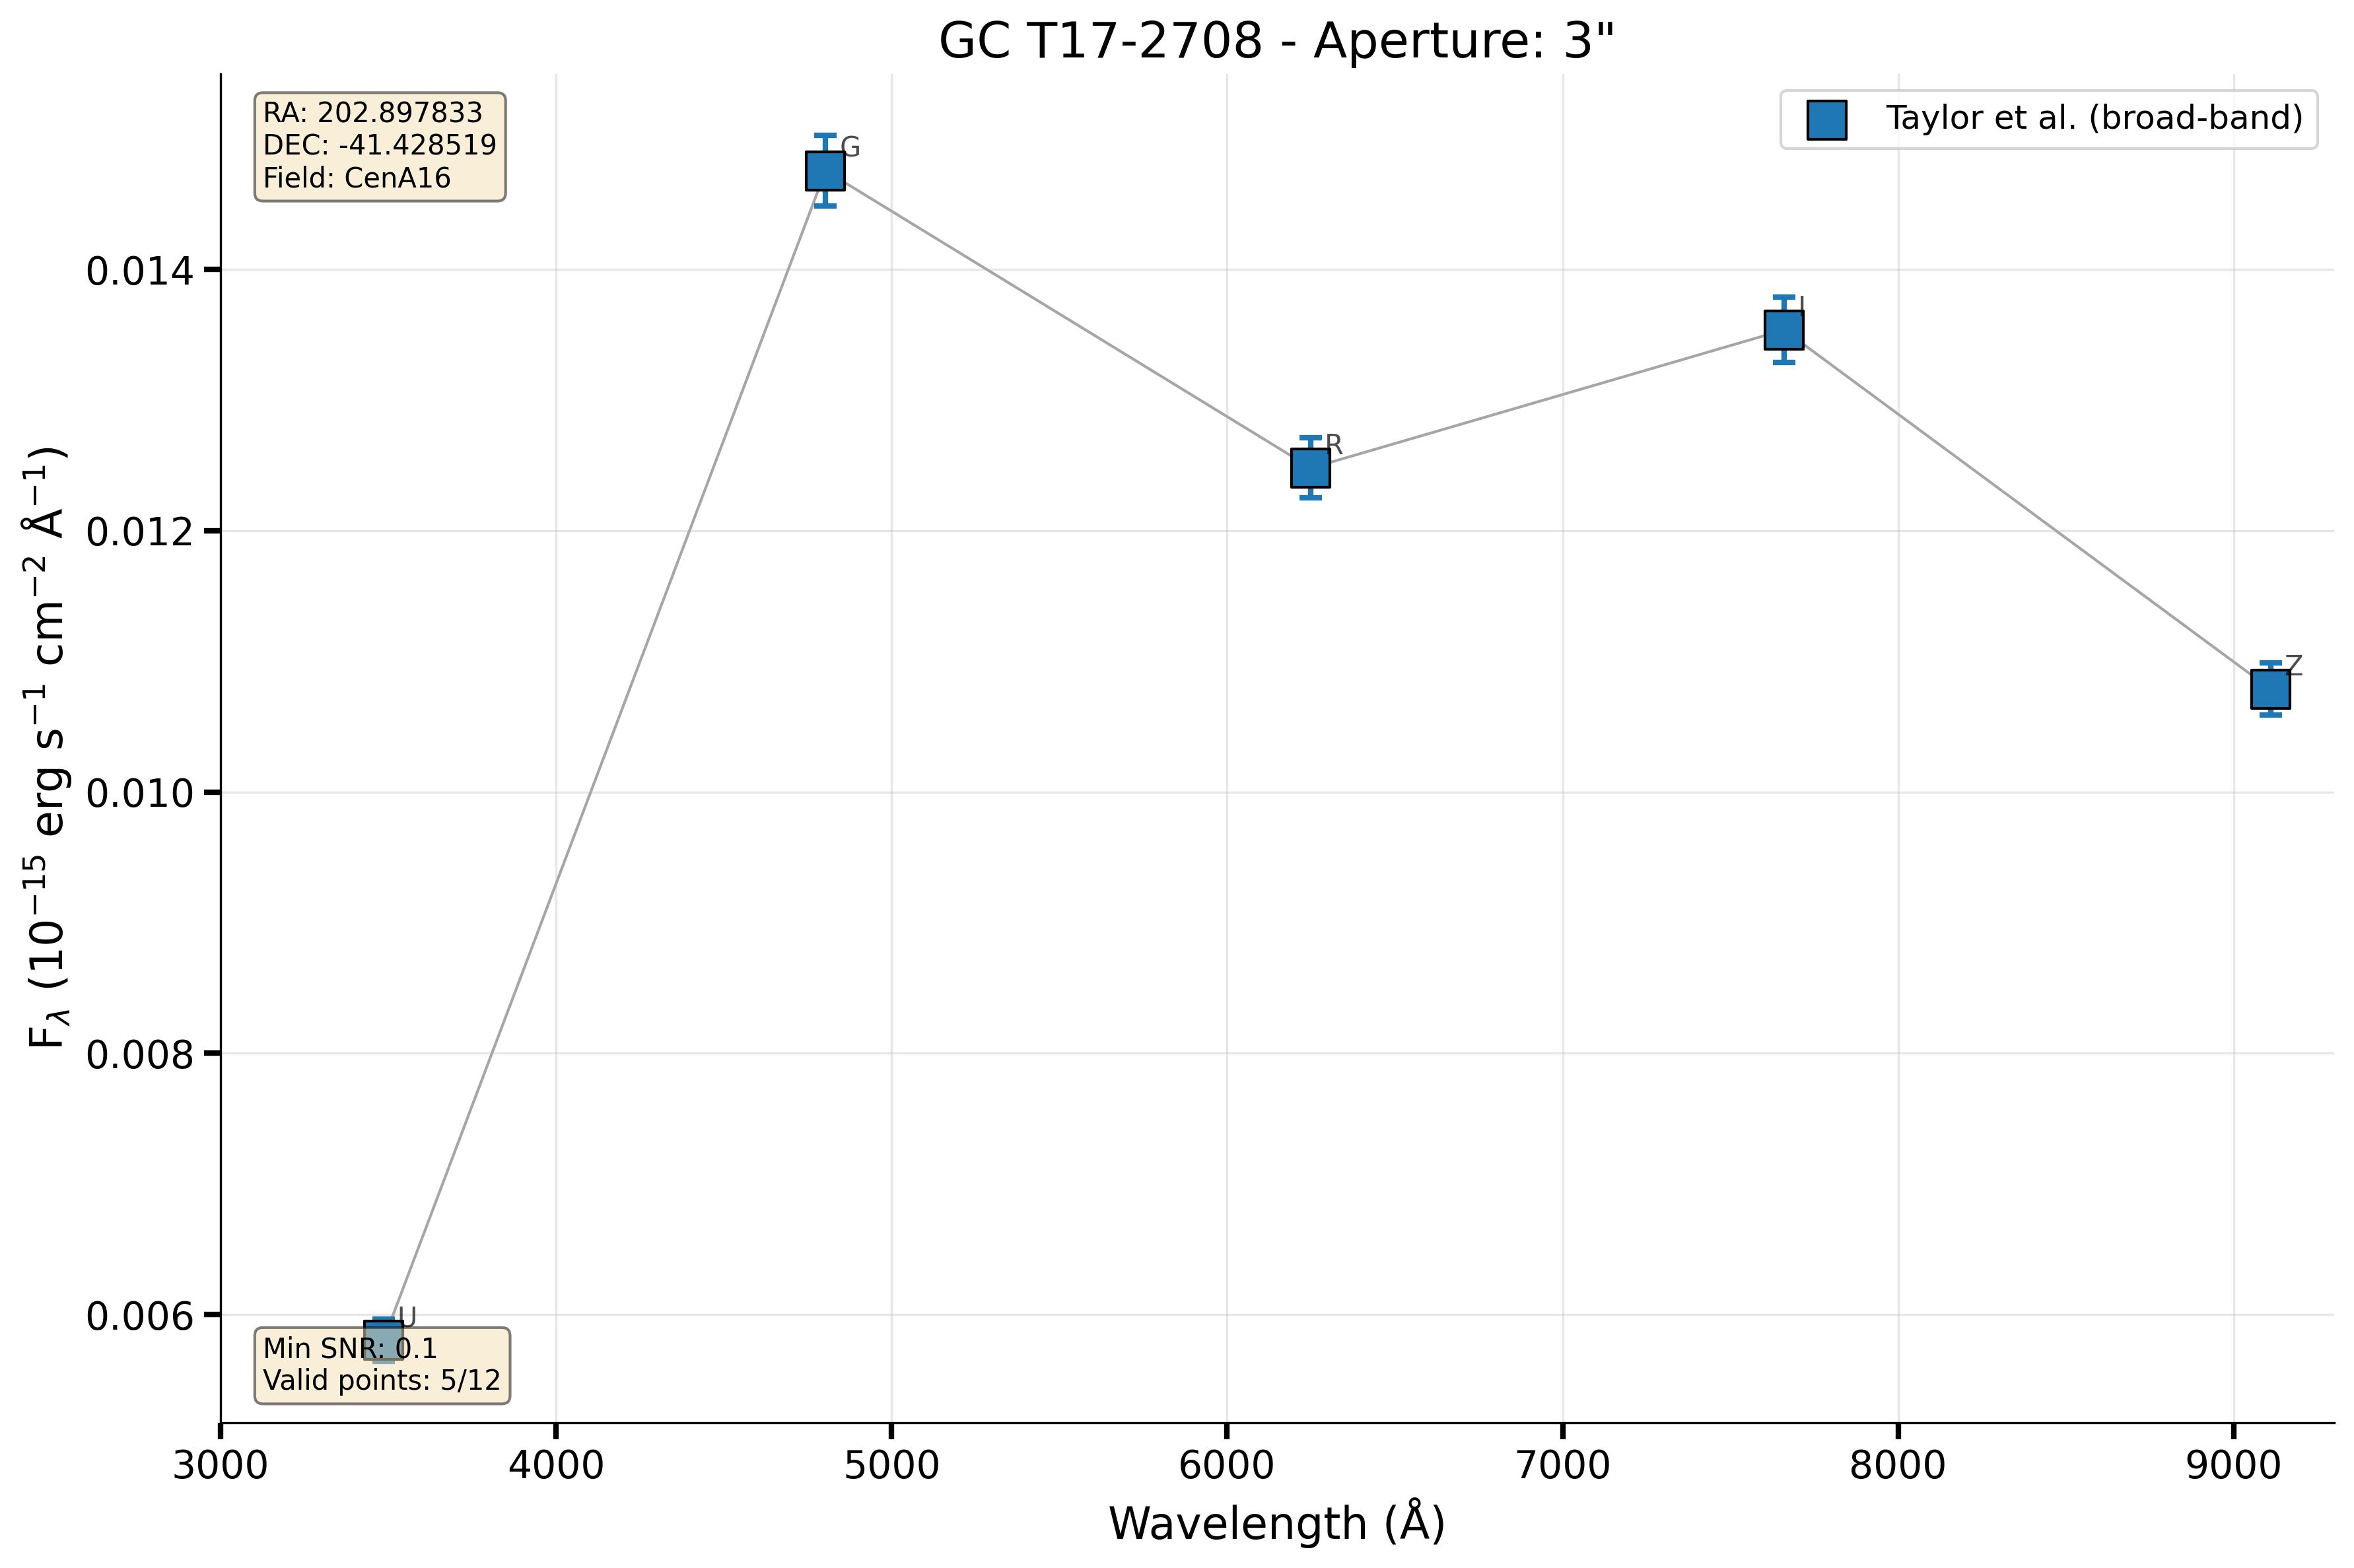 GC T17-2708 - Aperture: 3"
RA: 202.897833
DEC: -41.428519
Field: CenA16
Taylor et al. (broad-band)
G
I
R
Z
U
Min SNR: 0.1
Valid points: 5/12
0.014
0.012
0.010
0.008
0.006
F_λ (10⁻¹⁵ erg s⁻¹ cm⁻² Å⁻¹)
3000 4000 5000 6000 7000 8000 9000
Wavelength (Å)